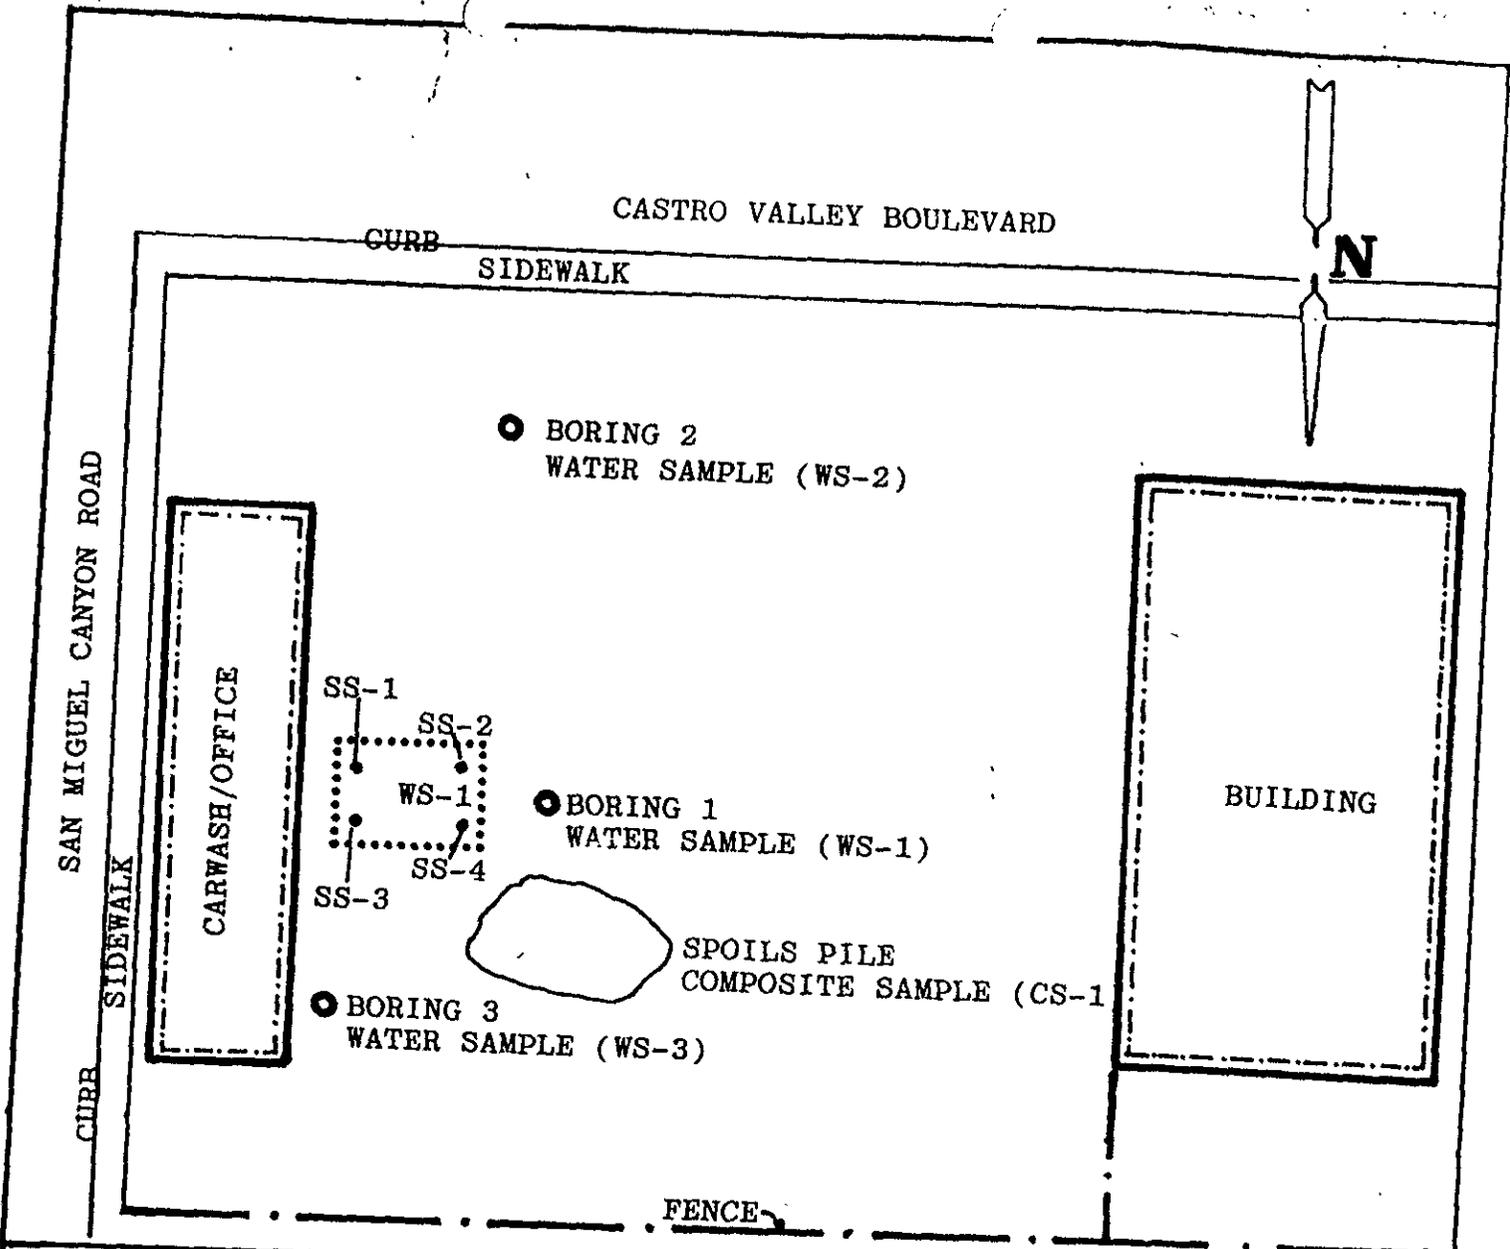 CASTRO VALLEY BOULEVARD
CURB
SIDEWALK
N
BORING 2
WATER SAMPLE (WS-2)
SAN MIGUEL CANYON ROAD
CARWASH/OFFICE
SS-1
SS-2
WS-1
SS-3
SS-4
BORING 1
WATER SAMPLE (WS-1)
BUILDING
SIDEWALK
SPOILS PILE
COMPOSITE SAMPLE (CS-1
BORING 3
WATER SAMPLE (WS-3)
CURB
FENCE